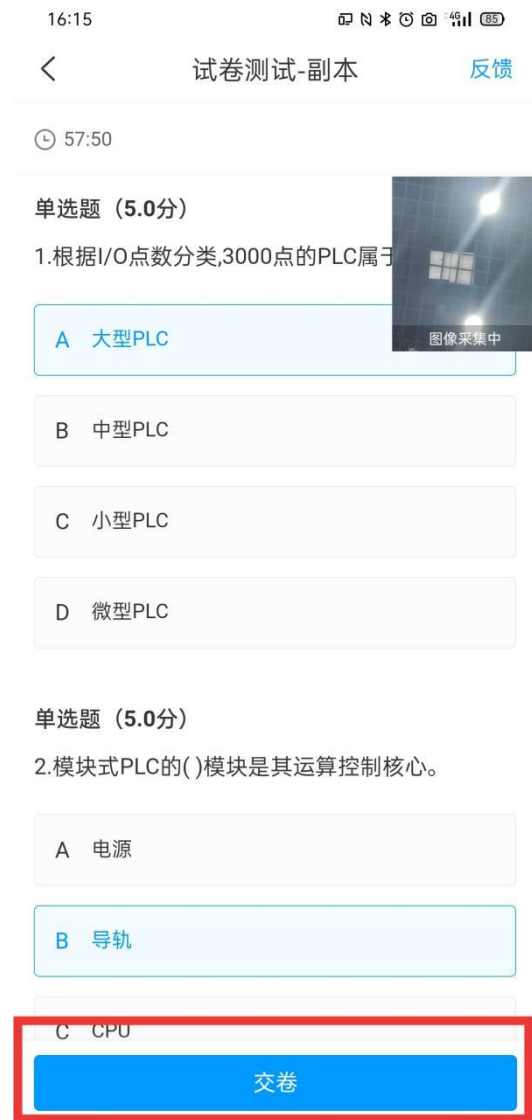 16:15
4G
85
试卷测试-副本
反馈
57:50
单选题（5.0分）
1.根据I/O点数分类,3000点的PLC属于
图像采集中
A 大型PLC
B 中型PLC
C 小型PLC
D 微型PLC
单选题（5.0分）
2.模块式PLC的( )模块是其运算控制核心。
A 电源
B 导轨
C CPU
交卷